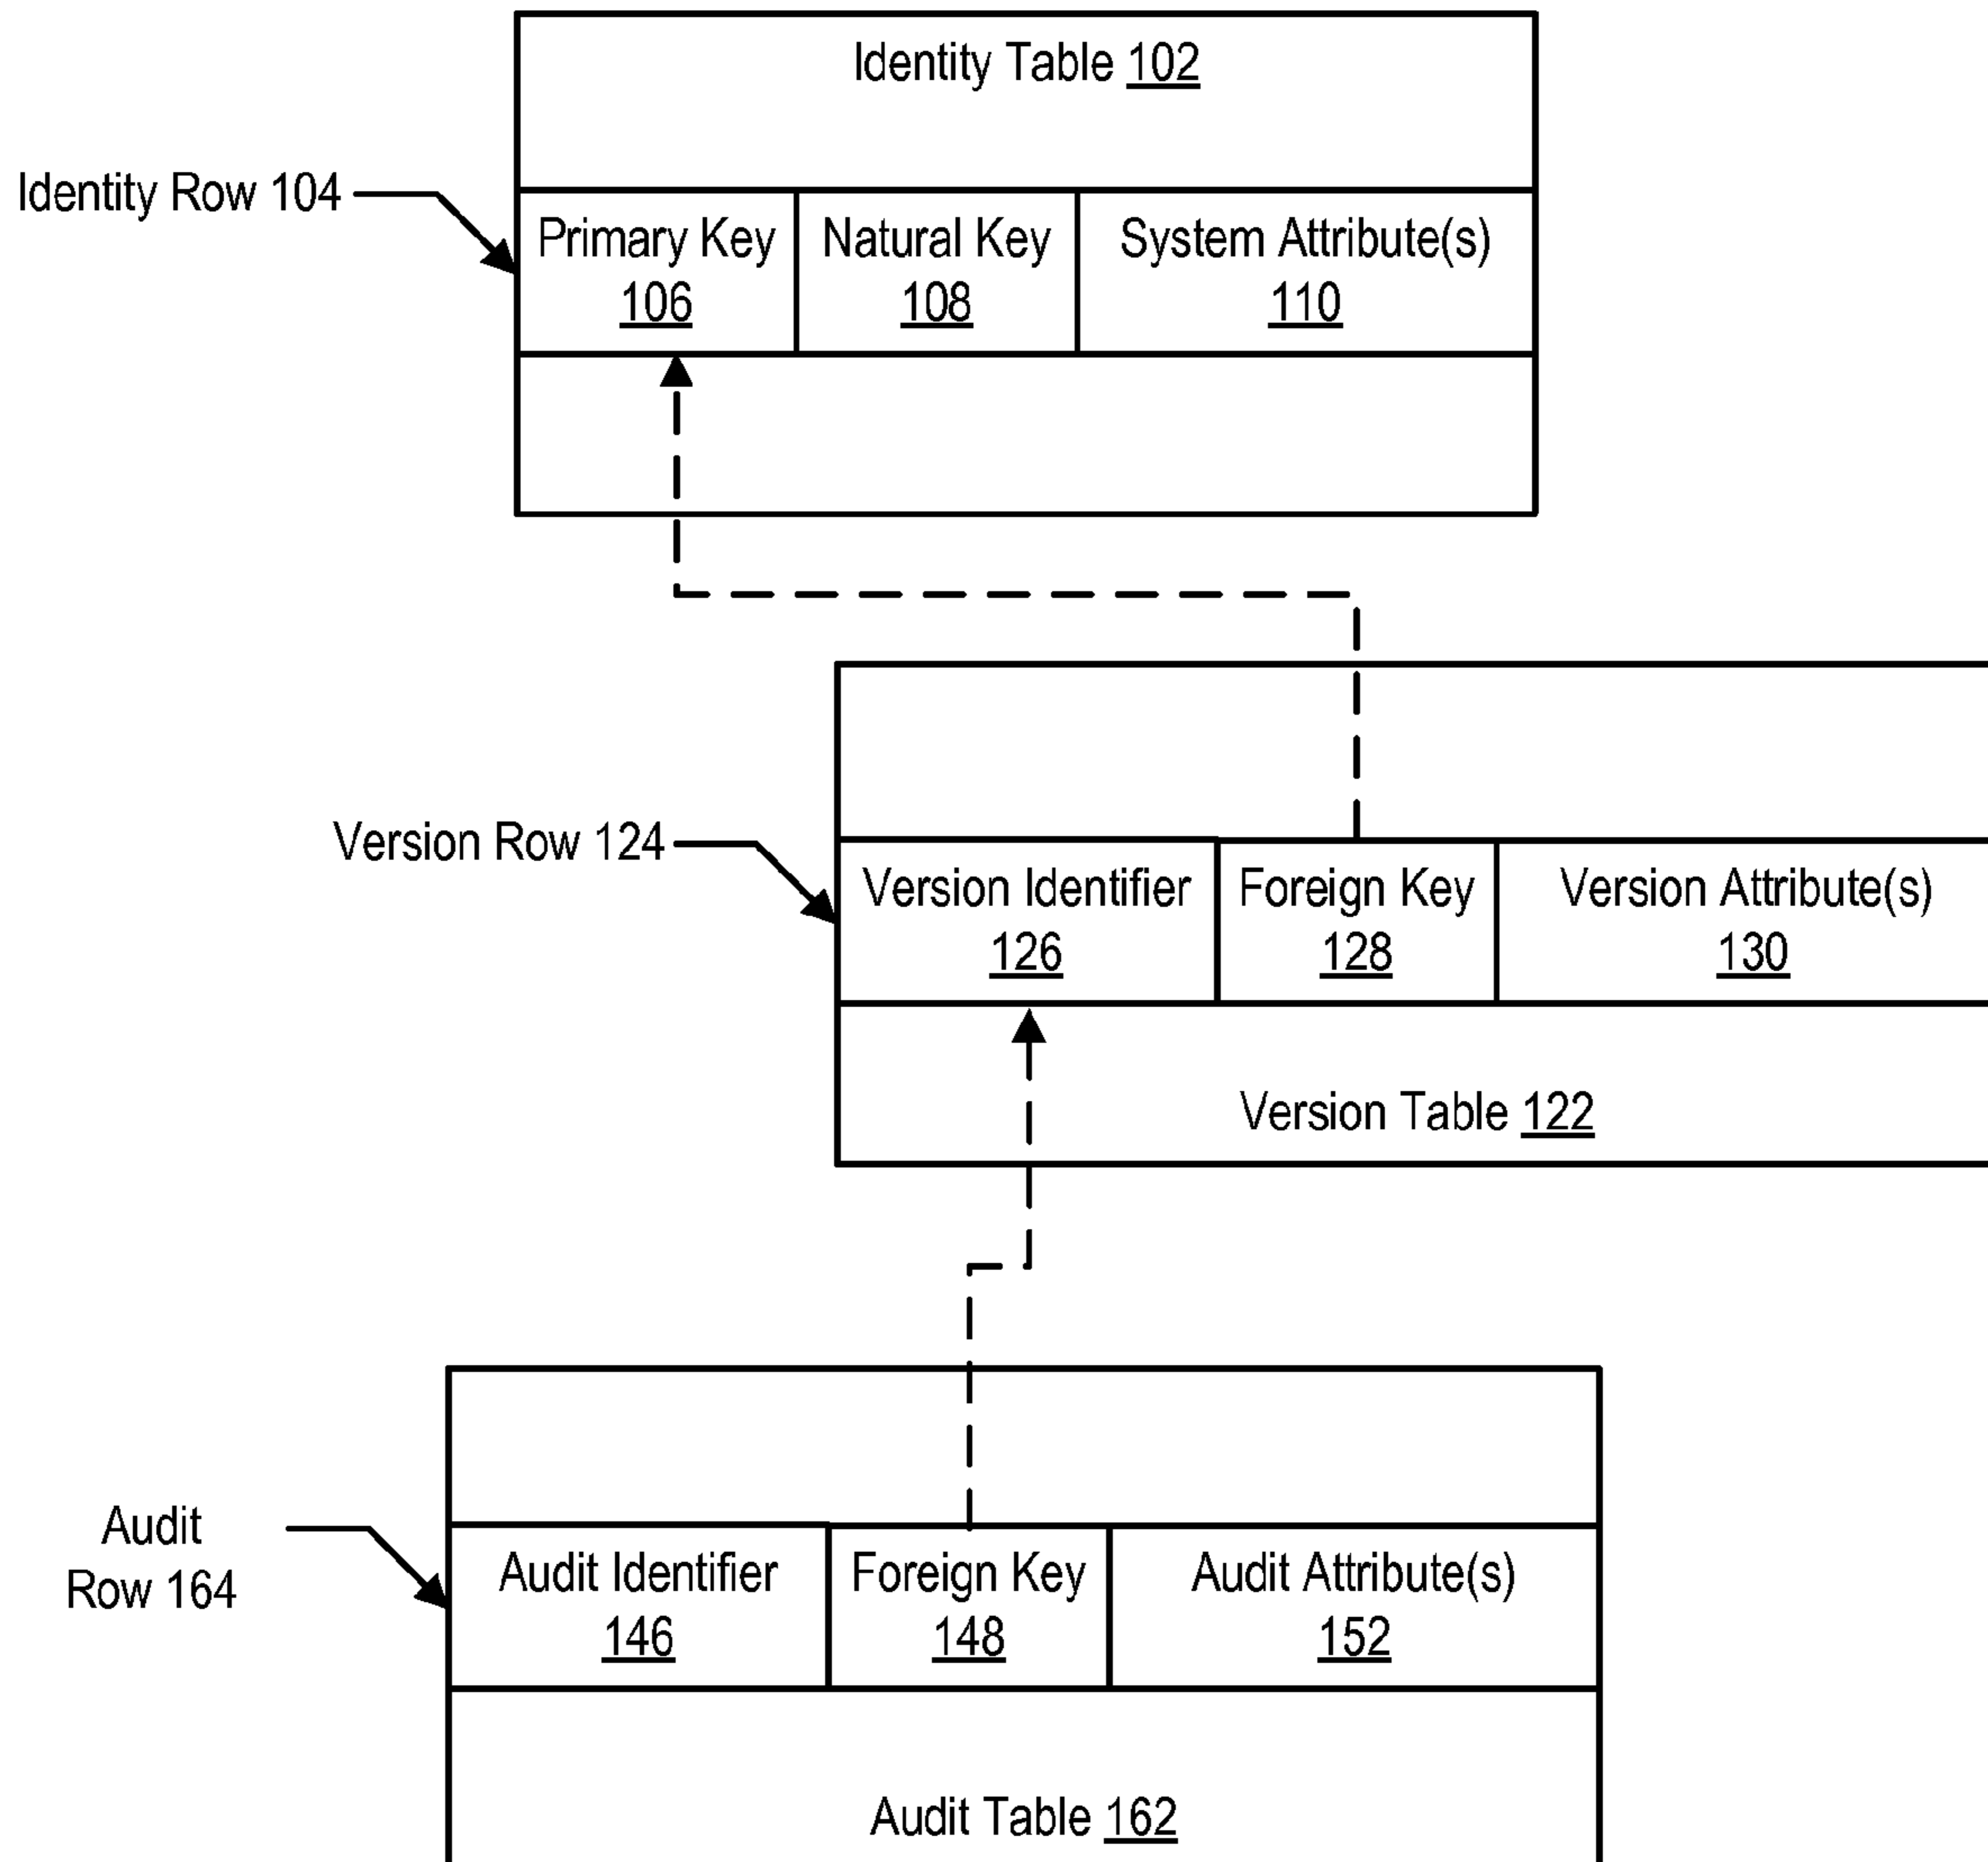 Identity Table 102
Identity Row 104
Primary Key
106
Natural Key
108
System Attribute(s)
110
Version Row 124
Version Identifier
126
Foreign Key
128
Version Attribute(s)
130
Version Table 122
Audit
Row 164
Audit Identifier
146
Foreign Key
148
Audit Attribute(s)
152
Audit Table 162